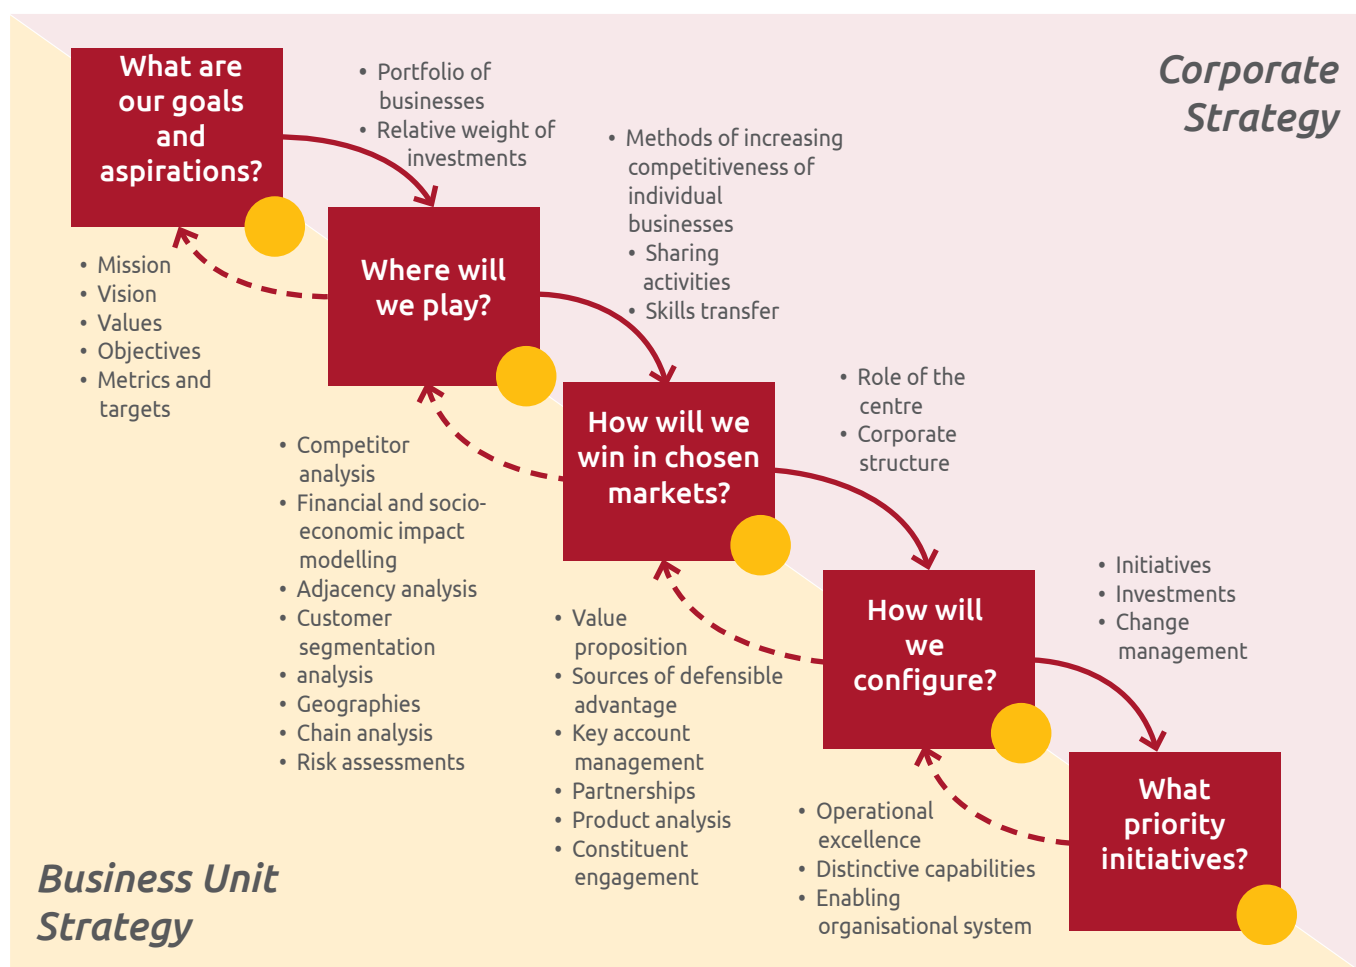 What are
our goals
and
aspirations?
• Portfolio of
businesses
• Relative weight of
investments
Corporate
Strategy
• Methods of increasing
competitiveness of
individual
businesses
• Sharing
activities
• Skills transfer
Where will
we play?
• Mission
• Vision
• Values
• Objectives
• Metrics and
targets
How will we
win in chosen
markets?
• Role of the
centre
• Corporate
structure
• Competitor
analysis
• Financial and socio-
economic impact
modelling
• Adjacency analysis
• Customer
segmentation
• analysis
• Geographies
• Chain analysis
• Risk assessments
How will
we
configure?
• Initiatives
• Investments
• Change
management
• Value
proposition
• Sources of defensible
advantage
• Key account
management
• Partnerships
• Product analysis
• Constituent
engagement
What
priority
initiatives?
• Operational
excellence
• Distinctive capabilities
• Enabling
organisational system
Business Unit
Strategy